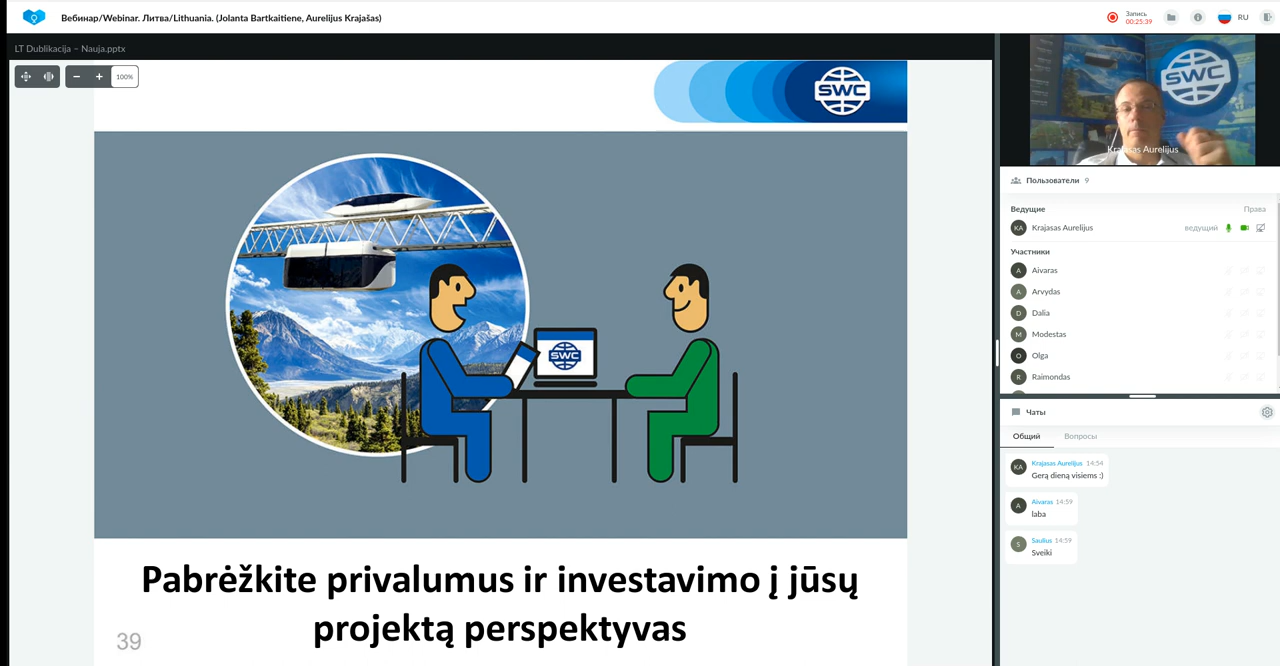 Вебинар/Webinar. Литва/Lithuania. (Jolanta Bartkaitiene, Aurelijus Krajašas)
Запись
00:25:39
RU
LT Dublikacija – Nauja.pptx
100%
SWC
SWC
Pabrėžkite privalumus ir investavimo į jūsų
projektą perspektyvas
39
SWC
Krajasas Aurelijus
Пользователи 9
Ведущие Права
KA Krajasas Aurelijus ведущий
Участники
A Aivaras
A Arvydas
D Dalia
M Modestas
O Olga
R Raimondas
Чаты
Общий Вопросы
KA Krajasas Aurelijus 14:54
Gerą dieną visiems :)
A Aivaras 14:59
laba
S Saulius 14:59
Sveiki